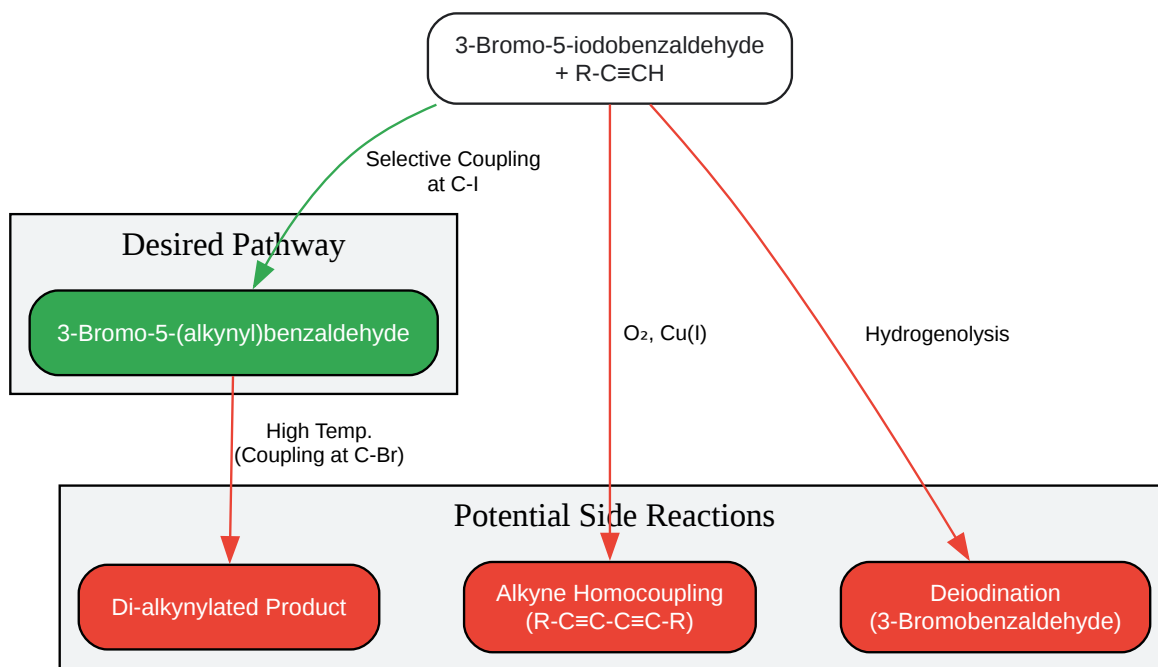 3-Bromo-5-iodobenzaldehyde
+ R-C≡CH
Selective Coupling
at C-I
Desired Pathway
3-Bromo-5-(alkynyl)benzaldehyde
O₂, Cu(I)
Hydrogenolysis
High Temp.
(Coupling at C-Br)
Potential Side Reactions
Di-alkynylated Product
Alkyne Homocoupling
(R-C≡C-C≡C-R)
Deiodination
(3-Bromobenzaldehyde)